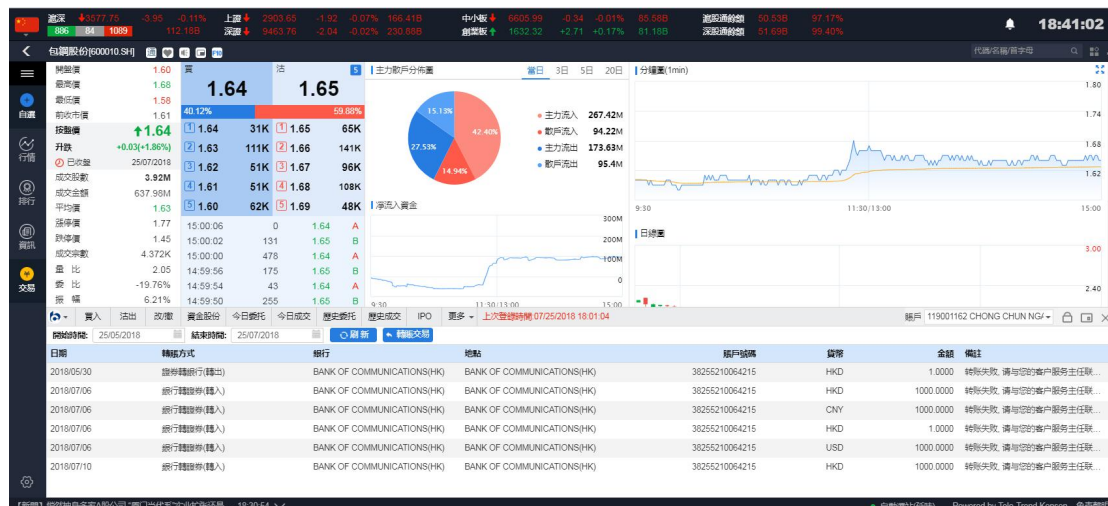 滬深 3577.75 -3.95 -0.11% 上證 2903.65 -1.92 -0.07% 166.41B 中小板 6605.99 -0.34 -0.01% 85.58B 滬股通餘額 50.53B 97.17%
886 84 1089 112.18B 深證 9463.76 -2.04 -0.02% 230.88B 創業板 1632.32 +2.71 +0.17% 81.18B 深股通餘額 51.69B 99.40%
18:41:02
包鋼股份[600010.SH] F10 代碼/名稱/首字母
自選
行情
排行
資訊
交易
開盤價 1.60
最高價 1.68
最低價 1.58
前收市價 1.61
按盤價 1.64
升跌 +0.03(+1.86%)
已收盤 25/07/2018
成交股數 3.92M
成交金額 637.98M
平均價 1.63
漲停價 1.77
跌停價 1.45
成交宗數 4.372K
量 比 2.05
委 比 -19.76%
振 幅 6.21%
買 沽 5
1.64 1.65
40.12% 59.88%
1 1.64 31K 1 1.65 65K
2 1.63 111K 2 1.66 141K
3 1.62 51K 3 1.67 96K
4 1.61 51K 4 1.68 108K
5 1.60 62K 5 1.69 48K
15:00:06 0 1.64 A
15:00:02 131 1.65 B
15:00:00 478 1.64 A
14:59:56 175 1.65 B
14:59:54 43 1.64 A
14:59:50 255 1.65 B
主力散戶分佈圖 當日 3日 5日 20日
15.13%
42.40%
27.53%
14.94%
主力流入 267.42M
散戶流入 94.22M
主力流出 173.63M
散戶流出 95.4M
淨流入資金
300M
200M
100M
0
9:30 11:30/13:00 15:00
分鐘圖(1min)
1.80
1.74
1.68
1.62
9:30 11:30/13:00 15:00
日線圖
3.00
2.40
買入 沽出 改/撤 資金股份 今日委托 今日成交 歷史委托 歷史成交 IPO 更多 上次登錄時間:07/25/2018 18:01:04 賬戶 119001162 CHONG CHUN NGA
開始時間: 25/05/2018 結束時間: 25/07/2018 刷新 轉賬交易
日期 轉賬方式 銀行 地點 賬戶號碼 貨幣 金額 備註
2018/05/30 證券轉銀行(轉出) BANK OF COMMUNICATIONS(HK) BANK OF COMMUNICATIONS(HK) 38255210064215 HKD 1.0000 转账失败, 请与您的客户服务主任联...
2018/07/06 銀行轉證券(轉入) BANK OF COMMUNICATIONS(HK) BANK OF COMMUNICATIONS(HK) 38255210064215 HKD 1000.0000 转账失败, 请与您的客户服务主任联...
2018/07/06 銀行轉證券(轉入) BANK OF COMMUNICATIONS(HK) BANK OF COMMUNICATIONS(HK) 38255210064215 CNY 1000.0000 转账失败, 请与您的客户服务主任联...
2018/07/06 銀行轉證券(轉入) BANK OF COMMUNICATIONS(HK) BANK OF COMMUNICATIONS(HK) 38255210064215 HKD 1.0000 转账失败, 请与您的客户服务主任联...
2018/07/06 銀行轉證券(轉入) BANK OF COMMUNICATIONS(HK) BANK OF COMMUNICATIONS(HK) 38255210064215 USD 1000.0000 转账失败, 请与您的客户服务主任联...
2018/07/10 銀行轉證券(轉入) BANK OF COMMUNICATIONS(HK) BANK OF COMMUNICATIONS(HK) 38255210064215 HKD 1000.0000 转账失败, 请与您的客户服务主任联...
18:30:54 Powered by Tele-Trend Konson